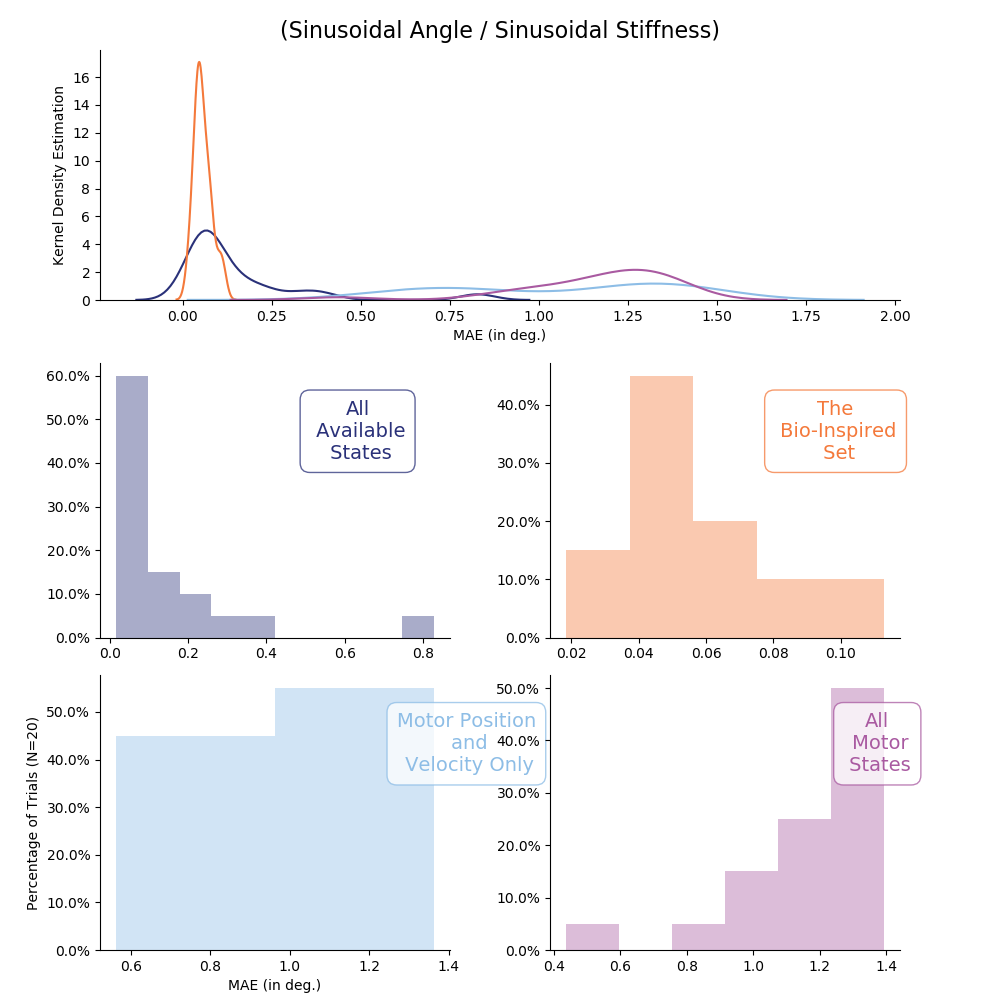 (Sinusoidal Angle / Sinusoidal Stiffness)
Kernel Density Estimation
16
14
12
10
8
6
4
2
0
0.00 0.25 0.50 0.75 1.00 1.25 1.50 1.75 2.00
MAE (in deg.)
60.0%
50.0%
40.0%
30.0%
20.0%
10.0%
0.0%
0.0 0.2 0.4 0.6 0.8
All
Available
States
40.0%
30.0%
20.0%
10.0%
0.0%
0.02 0.04 0.06 0.08 0.10
The
Bio-Inspired
Set
Percentage of Trials (N=20)
50.0%
40.0%
30.0%
20.0%
10.0%
0.0%
0.6 0.8 1.0 1.2 1.4
MAE (in deg.)
Motor Position
and
Velocity Only
50.0%
40.0%
30.0%
20.0%
10.0%
0.0%
0.4 0.6 0.8 1.0 1.2 1.4
All
Motor
States